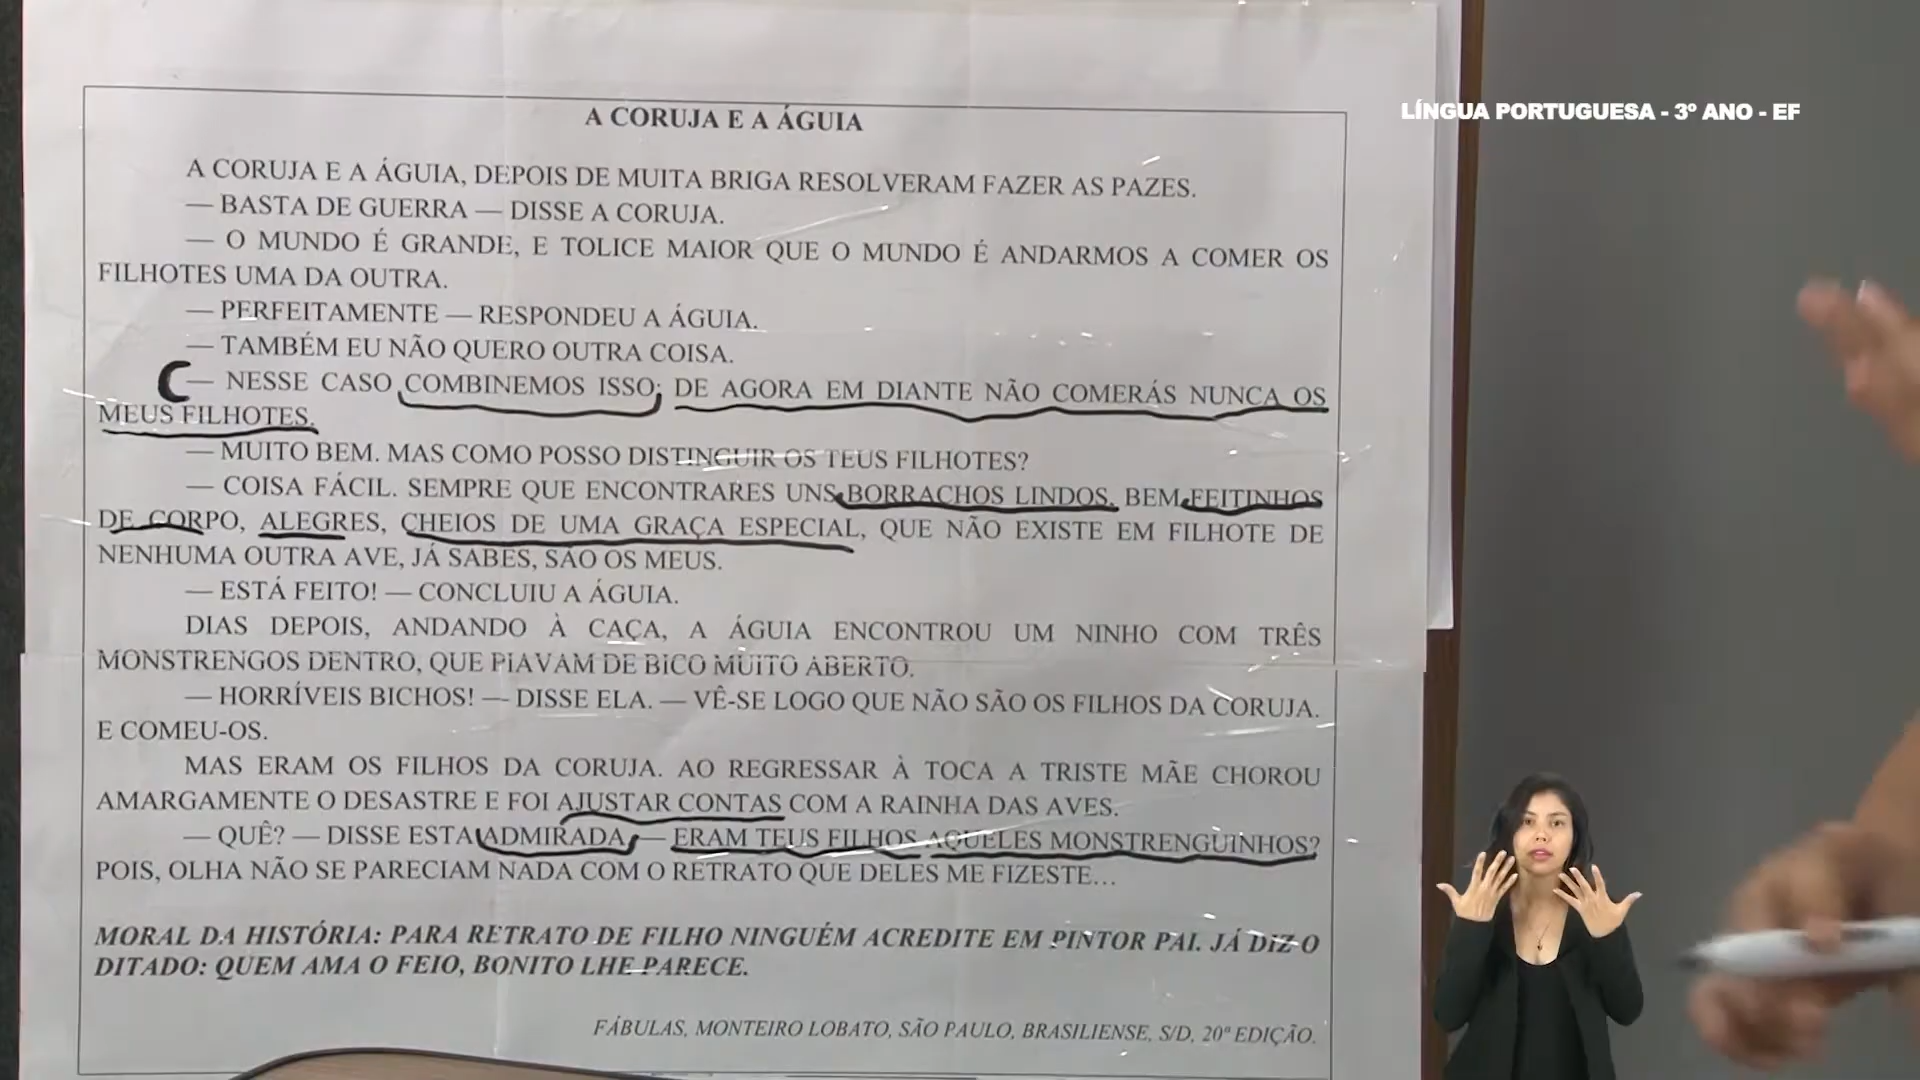 A CORUJA E A ÁGUIA
LÍNGUA PORTUGUESA - 3º ANO - EF
A CORUJA E A ÁGUIA, DEPOIS DE MUITA BRIGA RESOLVERAM FAZER AS PAZES.
— BASTA DE GUERRA — DISSE A CORUJA.
— O MUNDO É GRANDE, E TOLICE MAIOR QUE O MUNDO É ANDARMOS A COMER OS
FILHOTES UMA DA OUTRA.
— PERFEITAMENTE — RESPONDEU A ÁGUIA.
— TAMBÉM EU NÃO QUERO OUTRA COISA.
C — NESSE CASO COMBINEMOS ISSO: DE AGORA EM DIANTE NÃO COMERÁS NUNCA OS
MEUS FILHOTES.
— MUITO BEM. MAS COMO POSSO DISTINGUIR OS TEUS FILHOTES?
— COISA FÁCIL. SEMPRE QUE ENCONTRARES UNS BORRACHOS LINDOS, BEM FEITINHOS
DE CORPO, ALEGRES, CHEIOS DE UMA GRAÇA ESPECIAL, QUE NÃO EXISTE EM FILHOTE DE
NENHUMA OUTRA AVE, JÁ SABES, SÃO OS MEUS.
— ESTÁ FEITO! — CONCLUIU A ÁGUIA.
DIAS DEPOIS, ANDANDO À CAÇA, A ÁGUIA ENCONTROU UM NINHO COM TRÊS
MONSTRENGOS DENTRO, QUE PIAVAM DE BICO MUITO ABERTO.
— HORRÍVEIS BICHOS! — DISSE ELA. — VÊ-SE LOGO QUE NÃO SÃO OS FILHOS DA CORUJA.
E COMEU-OS.
MAS ERAM OS FILHOS DA CORUJA. AO REGRESSAR À TOCA A TRISTE MÃE CHOROU
AMARGAMENTE O DESASTRE E FOI AJUSTAR CONTAS COM A RAINHA DAS AVES.
— QUÊ? — DISSE ESTA ADMIRADA, — ERAM TEUS FILHOS AQUELES MONSTRENGUINHOS?
POIS, OLHA NÃO SE PARECIAM NADA COM O RETRATO QUE DELES ME FIZESTE...
MORAL DA HISTÓRIA: PARA RETRATO DE FILHO NINGUÉM ACREDITE EM PINTOR PAI. JÁ DIZ O
DITADO: QUEM AMA O FEIO, BONITO LHE PARECE.
FÁBULAS, MONTEIRO LOBATO, SÃO PAULO, BRASILIENSE, S/D, 20ª EDIÇÃO.